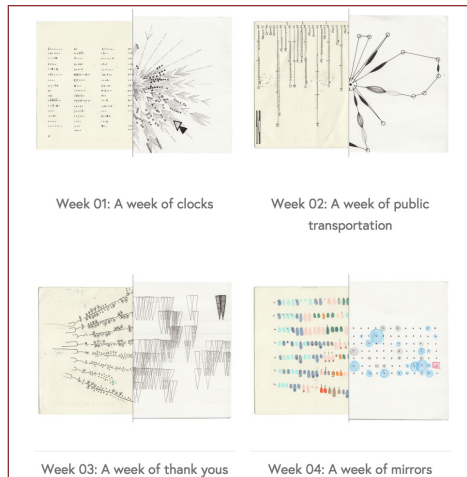 Week 01: A week of clocks
Week 02: A week of public
transportation
Week 03: A week of thank yous
Week 04: A week of mirrors